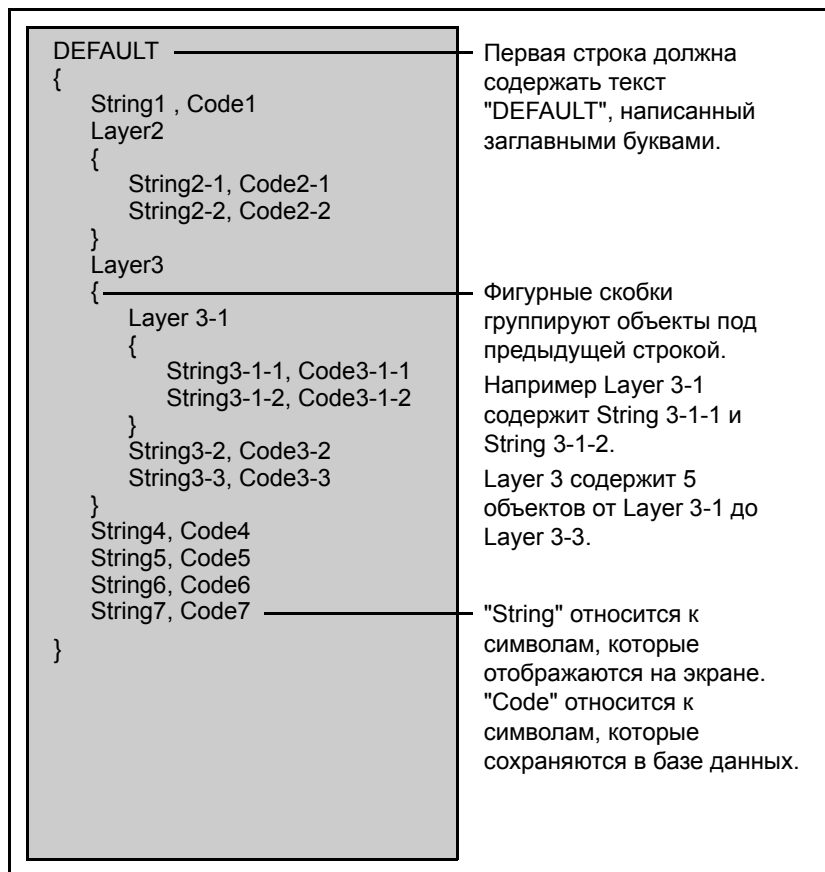 DEFAULT
{
String1 , Code1
Layer2
{
String2-1, Code2-1
String2-2, Code2-2
}
Layer3
{
Layer 3-1
{
String3-1-1, Code3-1-1
String3-1-2, Code3-1-2
}
String3-2, Code3-2
String3-3, Code3-3
}
String4, Code4
String5, Code5
String6, Code6
String7, Code7
}
Первая строка должна
содержать текст
"DEFAULT", написанный
заглавными буквами.
Фигурные скобки
группируют объекты под
предыдущей строкой.
Например Layer 3-1
содержит String 3-1-1 и
String 3-1-2.
Layer 3 содержит 5
объектов от Layer 3-1 до
Layer 3-3.
"String" относится к
символам, которые
отображаются на экране.
"Code" относится к
символам, которые
сохраняются в базе данных.